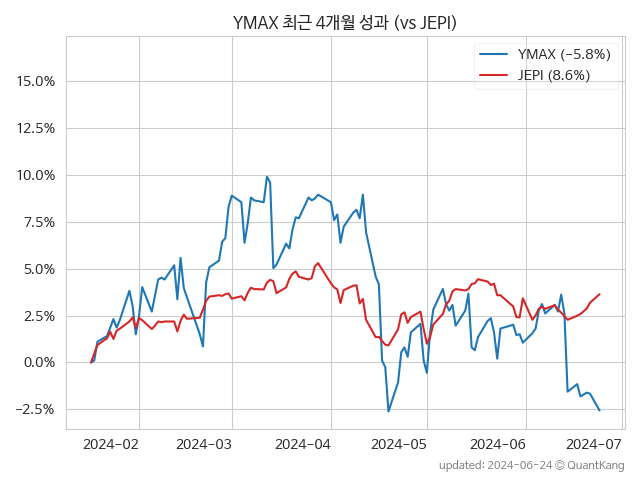 YMAX 최근 4개월 성과 (vs JEPI)
YMAX (−5.8%)
JEPI (8.6%)
15.0%
12.5%
10.0%
7.5%
5.0%
2.5%
0.0%
−2.5%
2024-02 2024-03 2024-04 2024-05 2024-06 2024-07
updated: 2024-06-24 © QuantKang